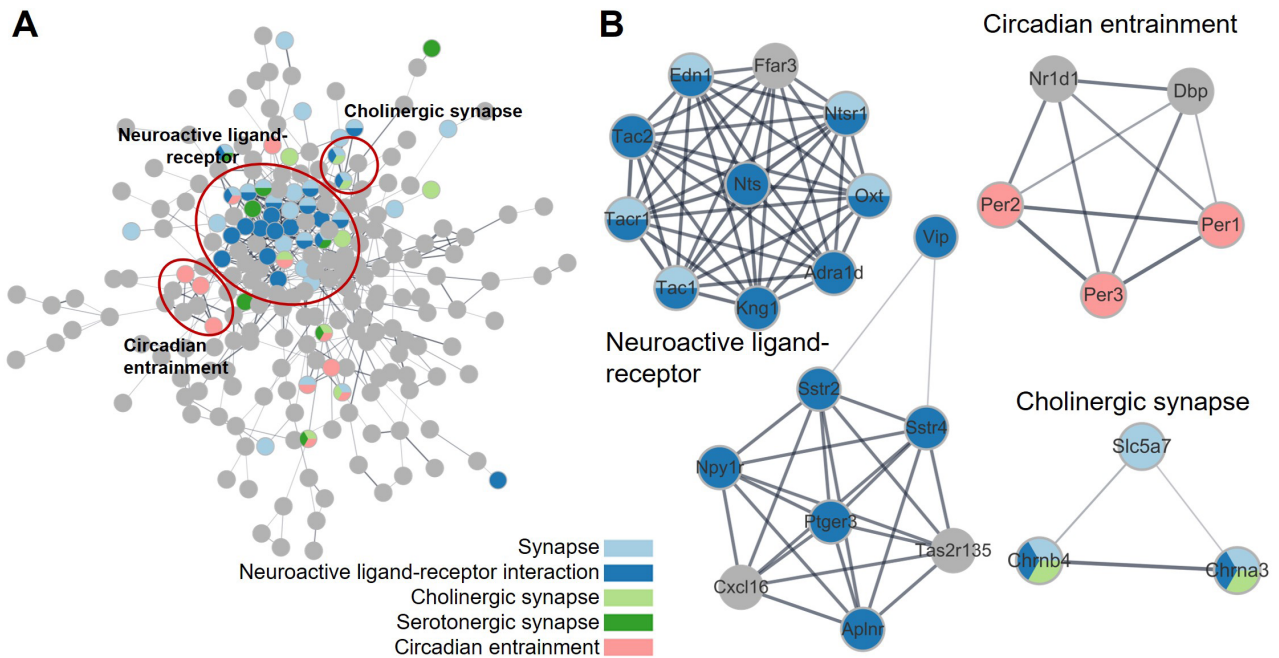 A
Cholinergic synapse
Neuroactive ligand-
receptor
Circadian
entrainment
Synapse
Neuroactive ligand-receptor interaction
Cholinergic synapse
Serotonergic synapse
Circadian entrainment
B
Edn1
Ffar3
Ntsr1
Tac2
Nts
Oxt
Tacr1
Adra1d
Tac1
Kng1
Vip
Neuroactive ligand-
receptor
Sstr2
Sstr4
Npy1r
Ptger3
Tas2r135
Cxcl16
Aplnr
Circadian entrainment
Nr1d1
Dbp
Per2
Per1
Per3
Cholinergic synapse
Slc5a7
Chrnb4
Chrna3